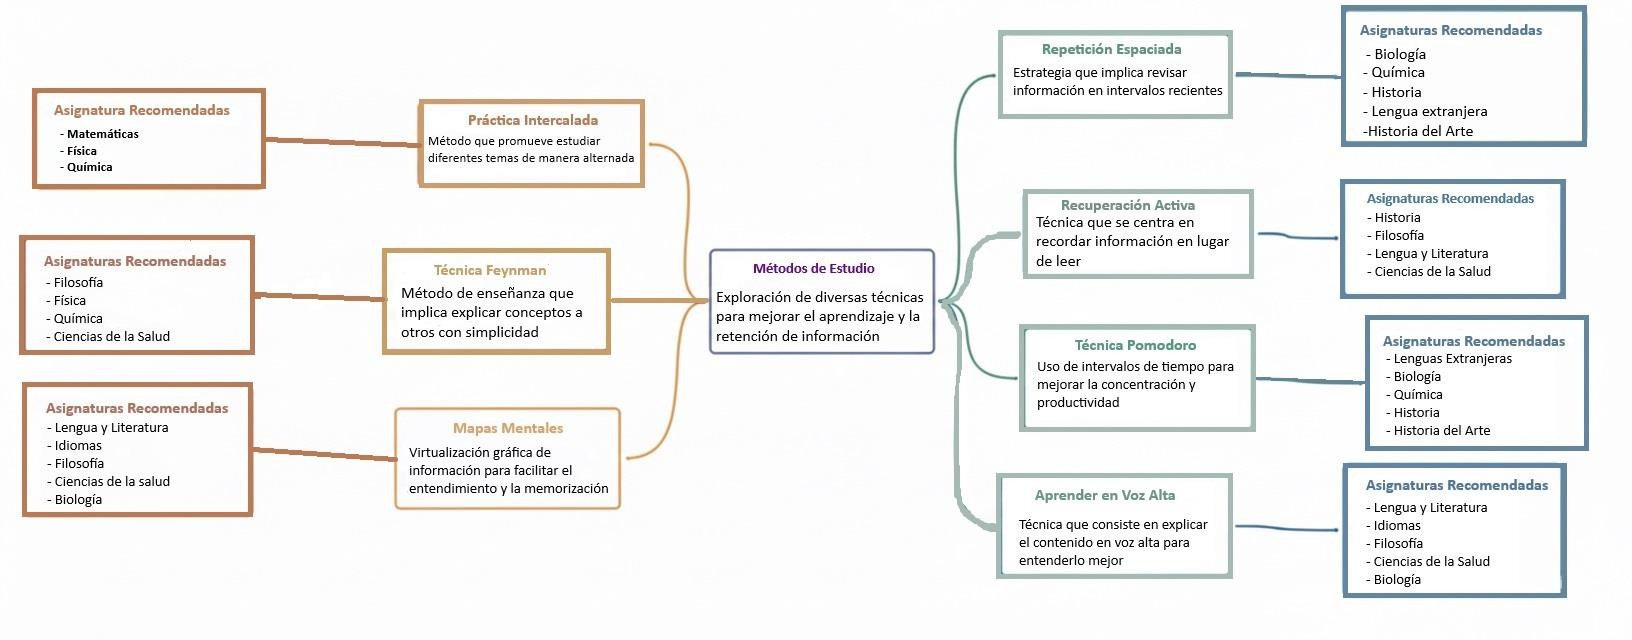 Métodos de Estudio
Exploración de diversas técnicas
para mejorar el aprendizaje y la
retención de información
Práctica Intercalada
Método que promueve estudiar
diferentes temas de manera alternada
Asignatura Recomendadas
- Matemáticas
- Física
- Química
Técnica Feynman
Método de enseñanza que
implica explicar conceptos a
otros con simplicidad
Asignaturas Recomendadas
- Filosofía
- Física
- Química
- Ciencias de la Salud
Mapas Mentales
Virtualización gráfica de
información para facilitar el
entendimiento y la memorización
Asignaturas Recomendadas
- Lengua y Literatura
- Idiomas
- Filosofía
- Ciencias de la salud
- Biología
Repetición Espaciada
Estrategia que implica revisar
información en intervalos recientes
Asignaturas Recomendadas
- Biología
- Química
- Historia
- Lengua extranjera
-Historia del Arte
Recuperación Activa
Técnica que se centra en
recordar información en lugar
de leer
Asignaturas Recomendadas
- Historia
- Filosofía
- Lengua y Literatura
- Ciencias de la Salud
Técnica Pomodoro
Uso de intervalos de tiempo para
mejorar la concentración y
productividad
Asignaturas Recomendadas
- Lenguas Extranjeras
- Biología
- Química
- Historia
- Historia del Arte
Aprender en Voz Alta
Técnica que consiste en explicar
el contenido en voz alta para
entenderlo mejor
Asignaturas Recomendadas
- Lengua y Literatura
- Idiomas
- Filosofía
- Ciencias de la Salud
- Biología